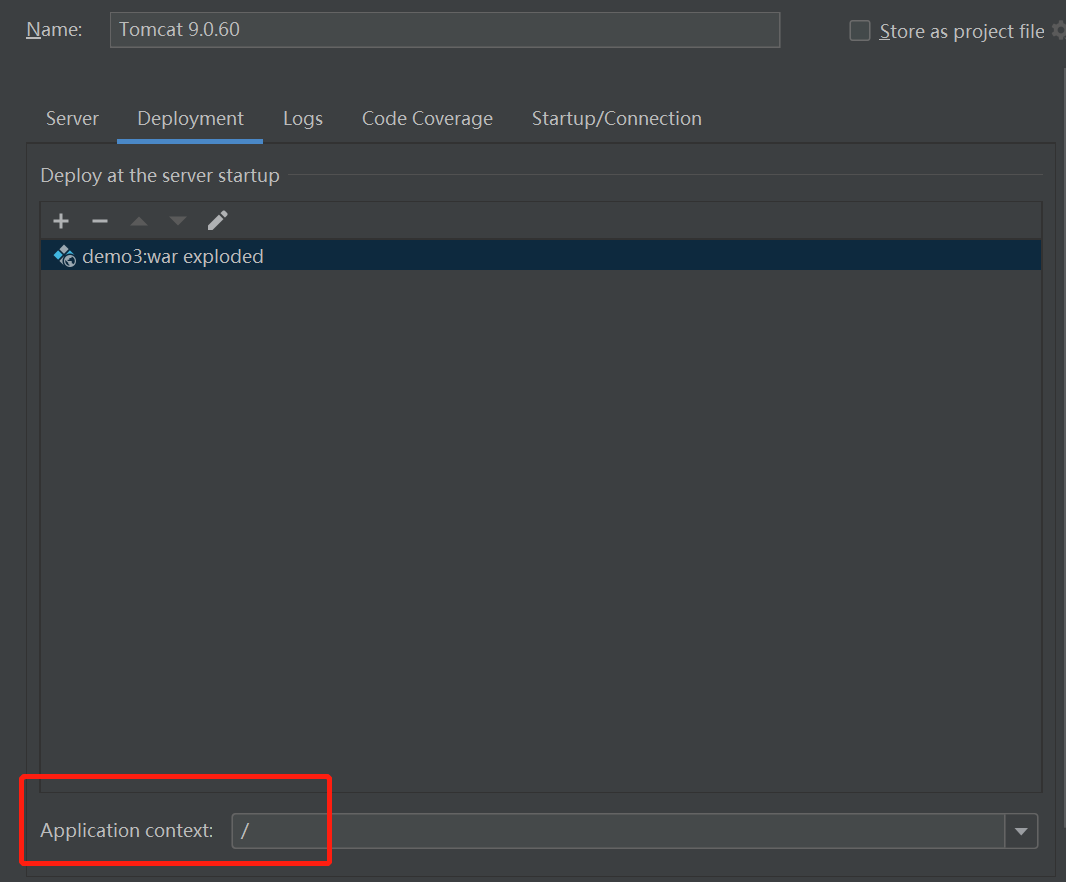 Name: Tomcat 9.0.60 Store as project file
Server Deployment Logs Code Coverage Startup/Connection
Deploy at the server startup
demo3:war exploded
Application context: /